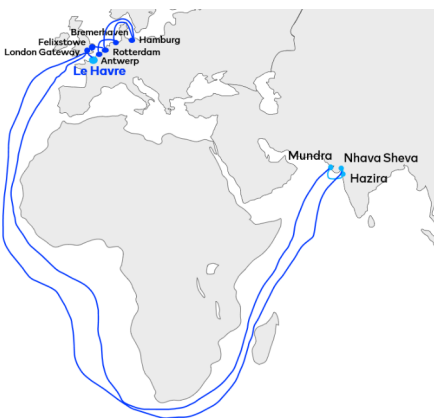 Bremerhaven
Hamburg
Felixstowe
London Gateway
Rotterdam
Antwerp
Le Havre
Mundra
Nhava Sheva
Hazira